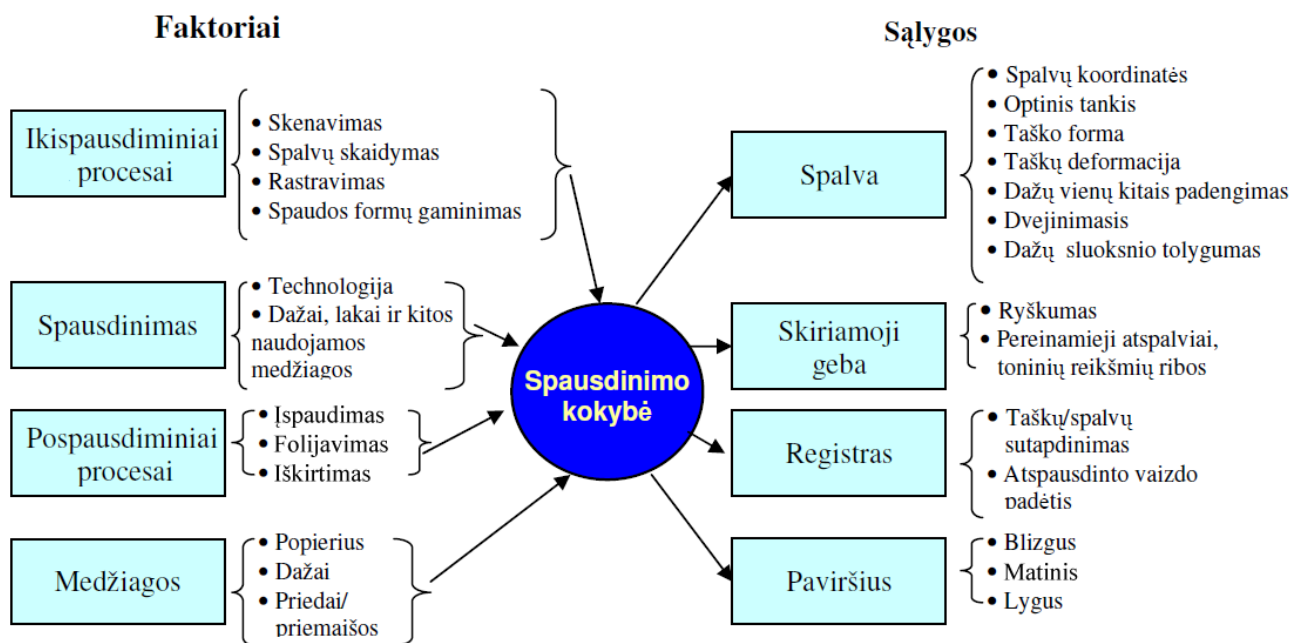 Faktoriai
Ikispausdiminiai
procesai
• Skenavimas
• Spalvų skaidymas
• Rastravimas
• Spaudos formų gaminimas
Spausdinimas
• Technologija
• Dažai, lakai ir kitos
naudojamos
medžiagos
Pospausdiminiai
procesai
• Įspaudimas
• Folijavimas
• Iškirtimas
Medžiagos
• Popierius
• Dažai
• Priedai/
priemaišos
Spausdinimo
kokybė
Sąlygos
Spalva
• Spalvų koordinatės
• Optinis tankis
• Taško forma
• Taškų deformacija
• Dažų vienų kitais padengimas
• Dvejinimasis
• Dažų sluoksnio tolygumas
Skiriamoji
geba
• Ryškumas
• Pereinamieji atspalviai,
toninių reikšmių ribos
Registras
• Taškų/spalvų
sutapdinimas
• Atspausdinto vaizdo
padėtis
Paviršius
• Blizgus
• Matinis
• Lygus